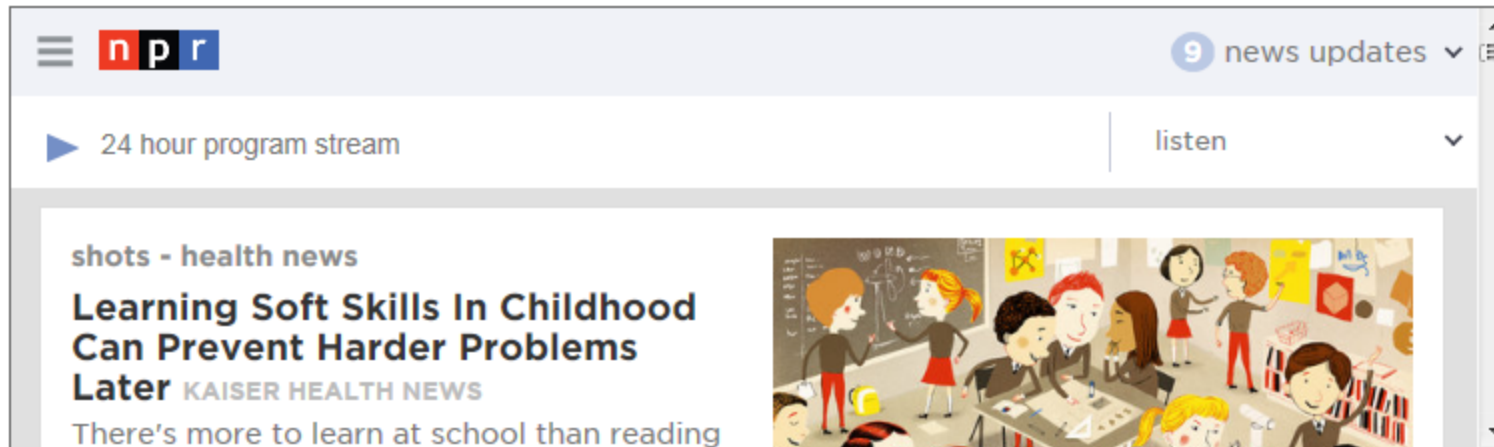 npr
9 news updates
24 hour program stream
listen
shots - health news
Learning Soft Skills In Childhood
Can Prevent Harder Problems
Later KAISER HEALTH NEWS
There's more to learn at school than reading